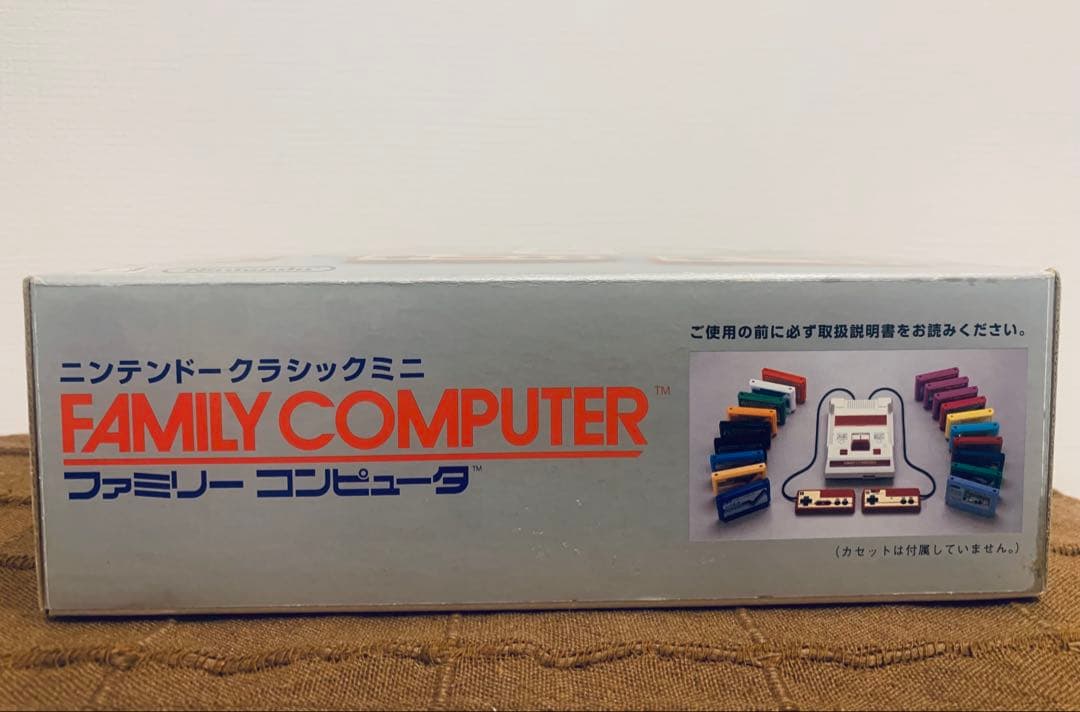 Nintendo
ニンテンドークラシックミニ
FAMILY COMPUTER™
ファミリー コンピュータ™
ご使用の前に必ず取扱説明書をお読みください。
(カセットは付属していません。)